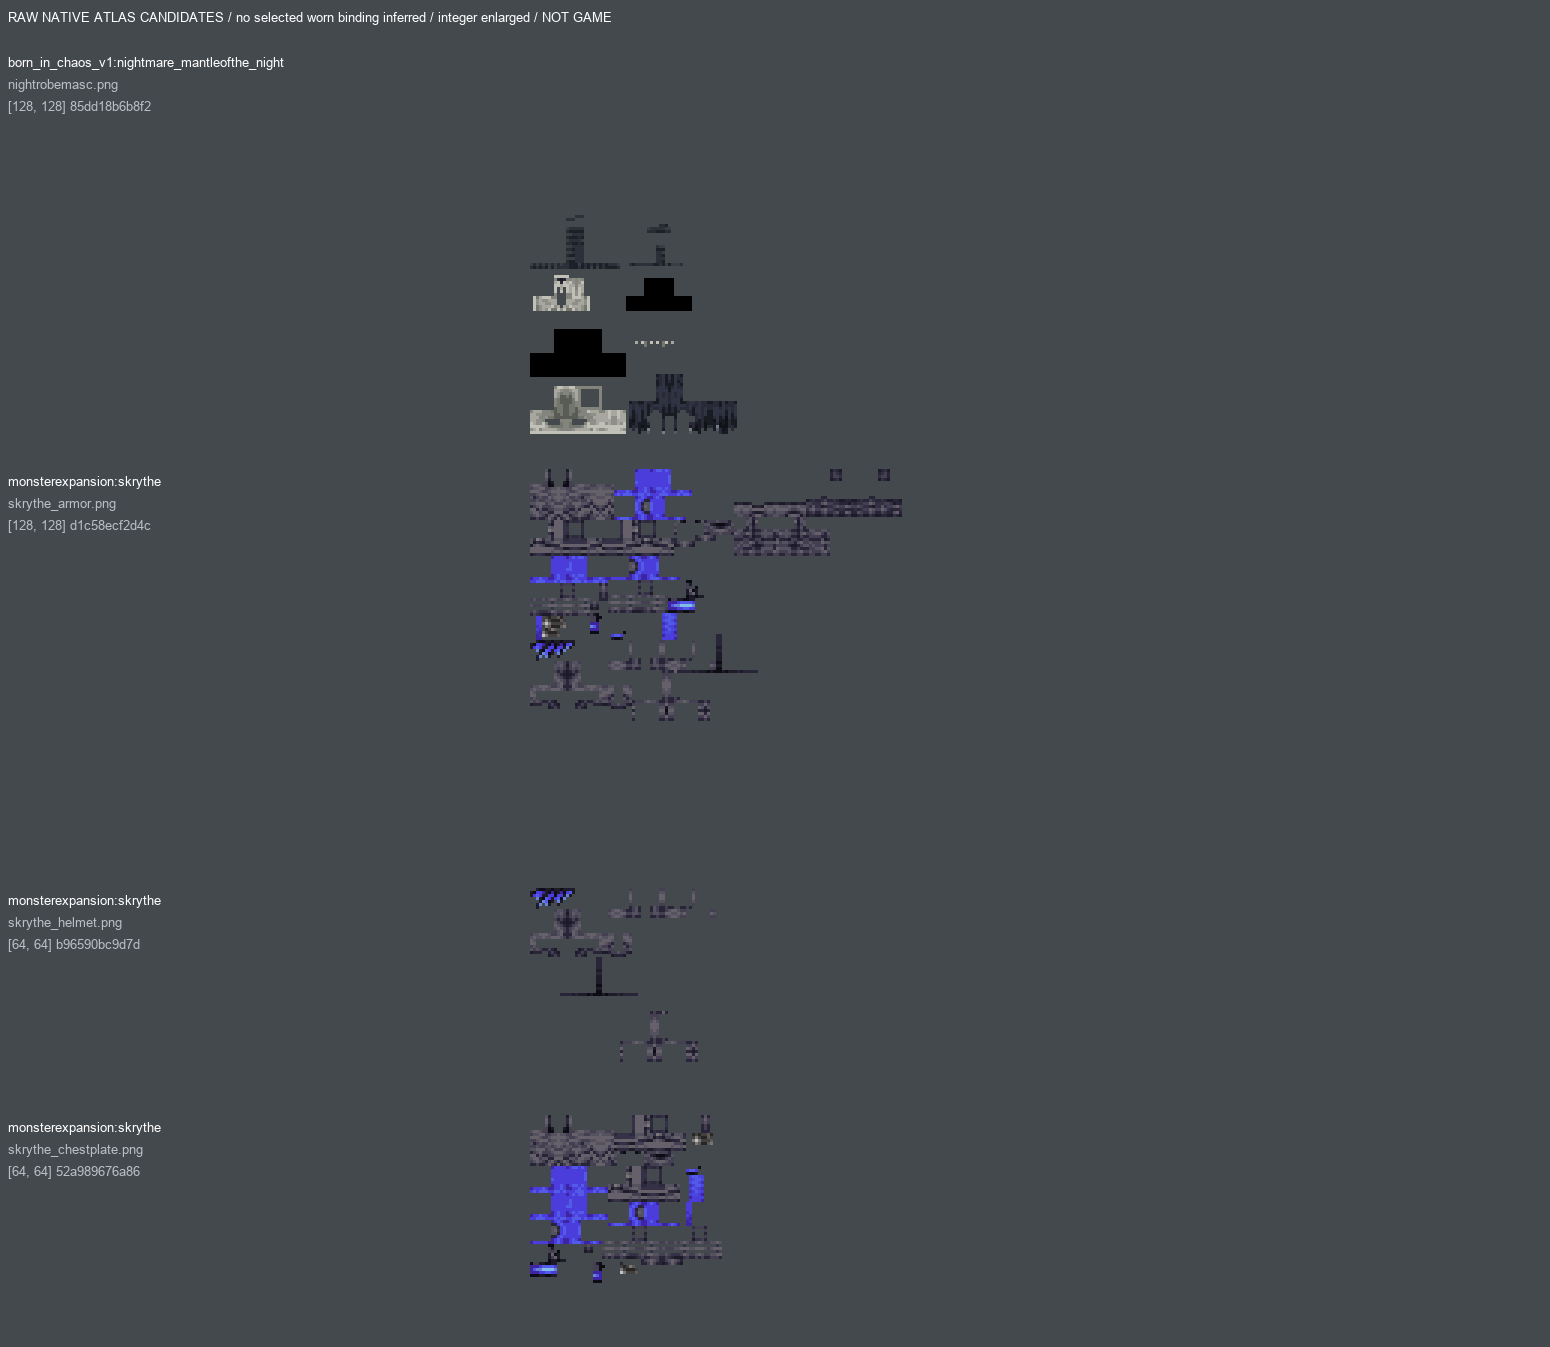 RAW NATIVE ATLAS CANDIDATES / no selected worn binding inferred / integer enlarged / NOT GAME
born_in_chaos_v1:nightmare_mantleofthe_night
nightrobemasc.png
[128, 128] 85dd18b6b8f2
monsterexpansion:skrythe
skrythe_armor.png
[128, 128] d1c58ecf2d4c
monsterexpansion:skrythe
skrythe_helmet.png
[64, 64] b96590bc9d7d
monsterexpansion:skrythe
skrythe_chestplate.png
[64, 64] 52a989676a86